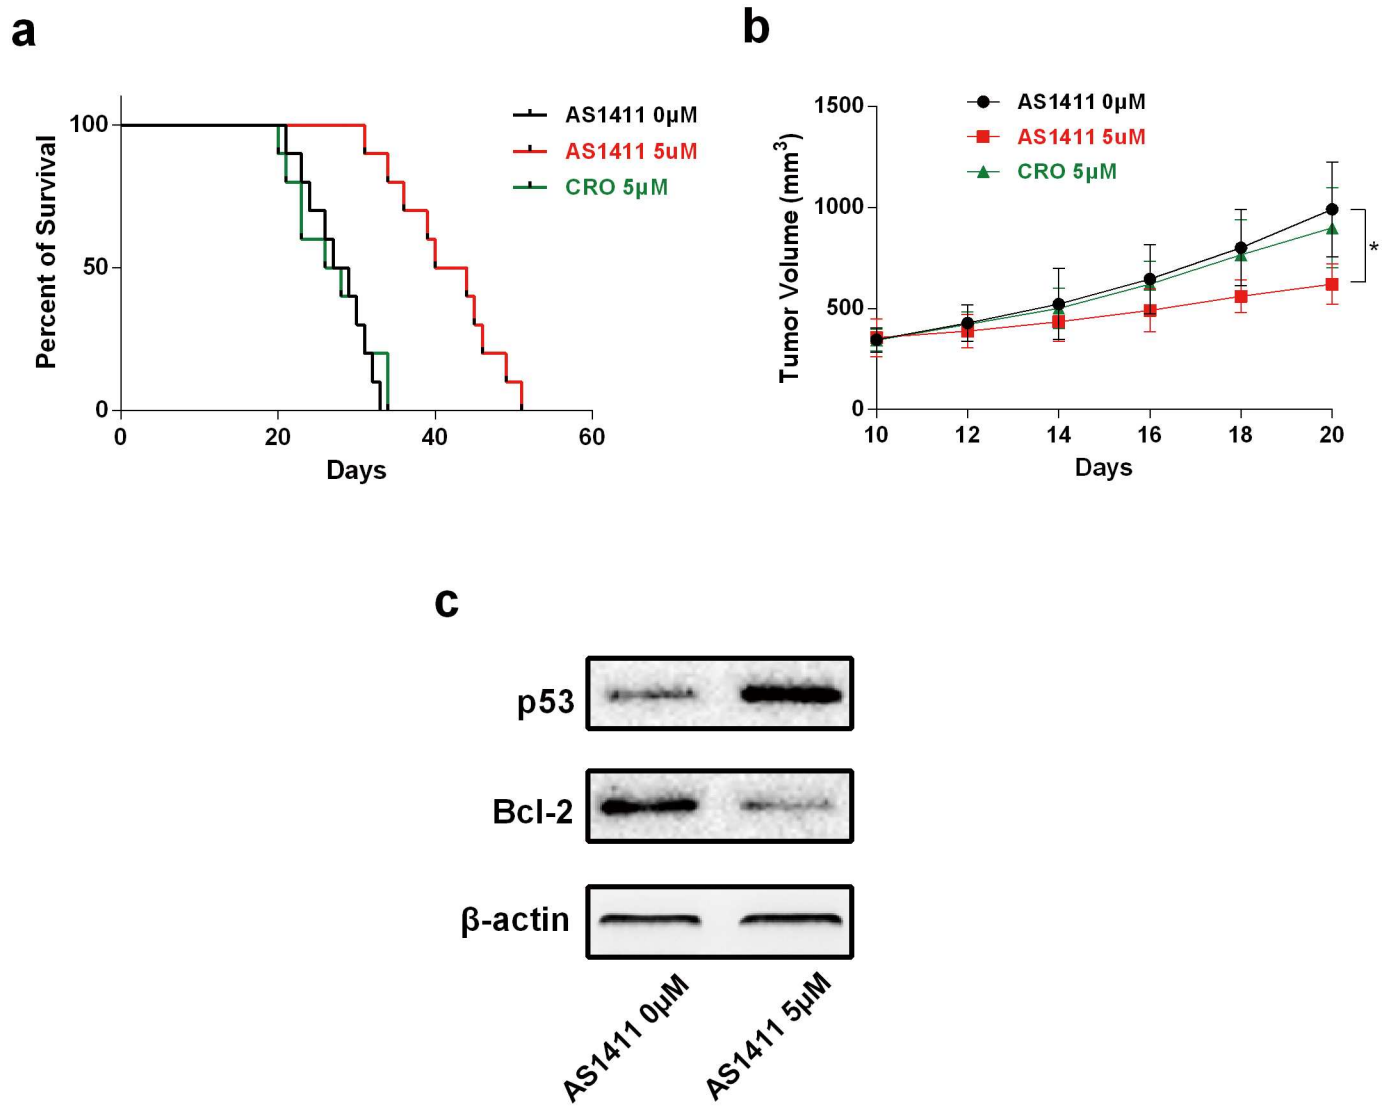 a
Percent of Survival
100
50
0
0
20
40
60
Days
AS1411 0μM
AS1411 5uM
CRO 5μM
b
Tumor Volume (mm³)
1500
1000
500
0
10
12
14
16
18
20
Days
AS1411 0μM
AS1411 5uM
CRO 5μM
*
c
p53
Bcl-2
β-actin
AS1411 0μM
AS1411 5μM